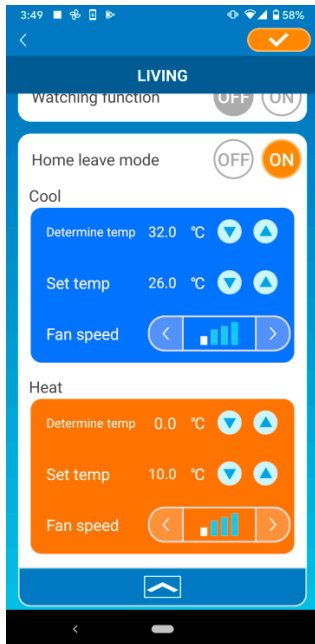 3:49 58%
LIVING
Watching function OFF ON
Home leave mode OFF ON
Cool
Determine temp 32.0 ℃
Set temp 26.0 ℃
Fan speed
Heat
Determine temp 0.0 ℃
Set temp 10.0 ℃
Fan speed